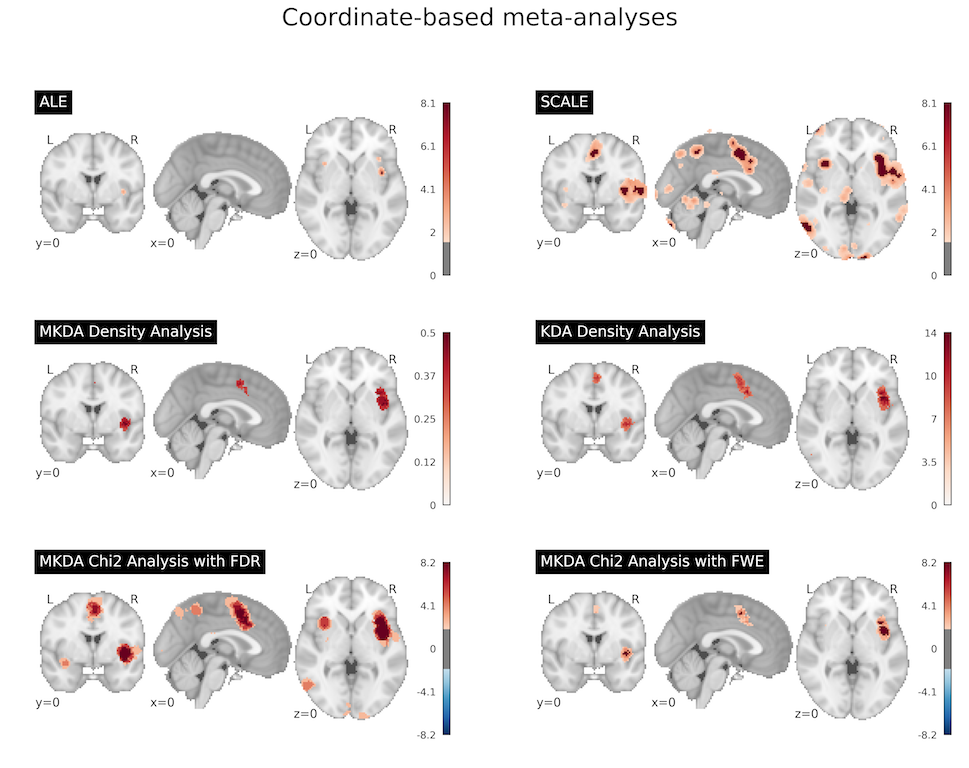 Coordinate-based meta-analyses
ALE
L R
R
L
y=0
x=0
z=0
8.1
6.1
4.1
2
0
SCALE
L R
L R
y=0
x=0
z=0
8.1
6.1
4.1
2
0
MKDA Density Analysis
L R
L R
y=0
x=0
z=0
0.5
0.37
0.25
0.12
0
KDA Density Analysis
L R
L R
y=0
x=0
z=0
14
10
7
3.5
0
MKDA Chi2 Analysis with FDR
L R
L R
y=0
x=0
z=0
8.2
4.1
0
-4.1
-8.2
MKDA Chi2 Analysis with FWE
L R
L R
y=0
x=0
z=0
8.2
4.1
0
-4.1
-8.2